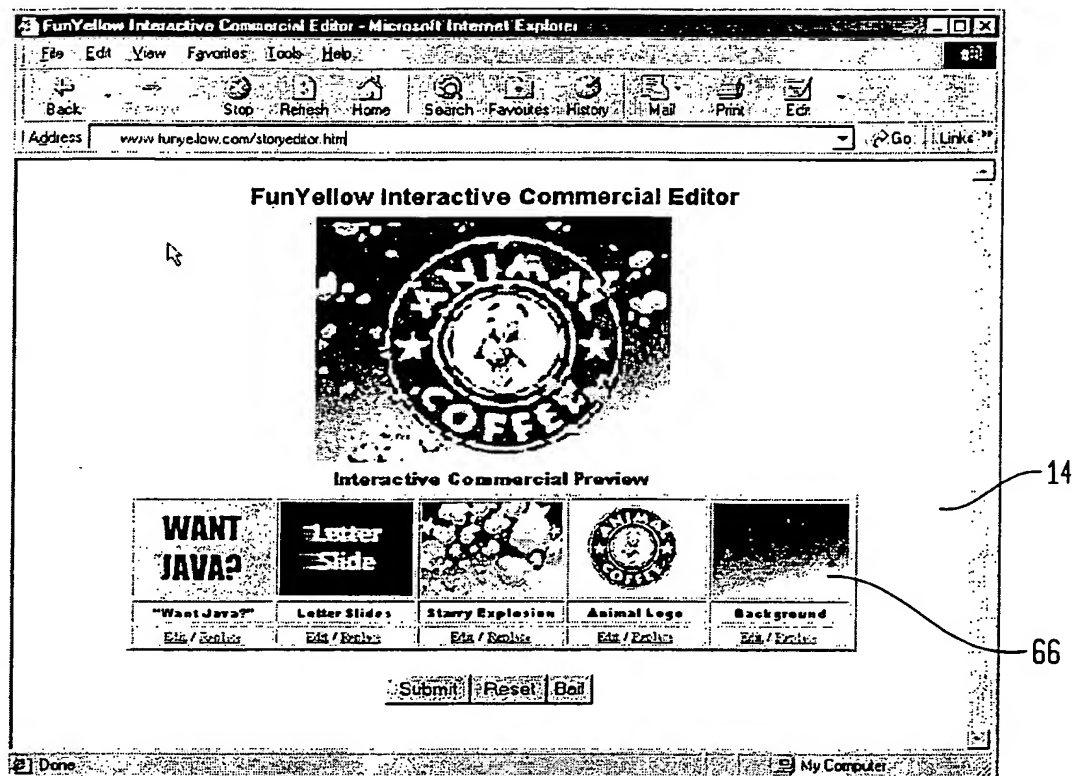 FunYellow Interactive Commercial Editor - Microsoft Internet Explorer
File Edit View Favorites Tools Help
Back Stop Refresh Home Search Favorites History Mail Print Edit
Address www.funyellow.com/storyeditor.htm Go Links »
FunYellow Interactive Commercial Editor
ANIMAX
COFFEE
Interactive Commercial Preview
14
WANT JAVA?
Letter Slide
ANIMAX COFFEE
"Want Java?" Letter Slides Starry Explosion Animal Logo Background
Edit / Replace Edit / Replace Edit / Replace Edit / Replace Edit / Replace
66
Submit Reset Bail
Done My Computer